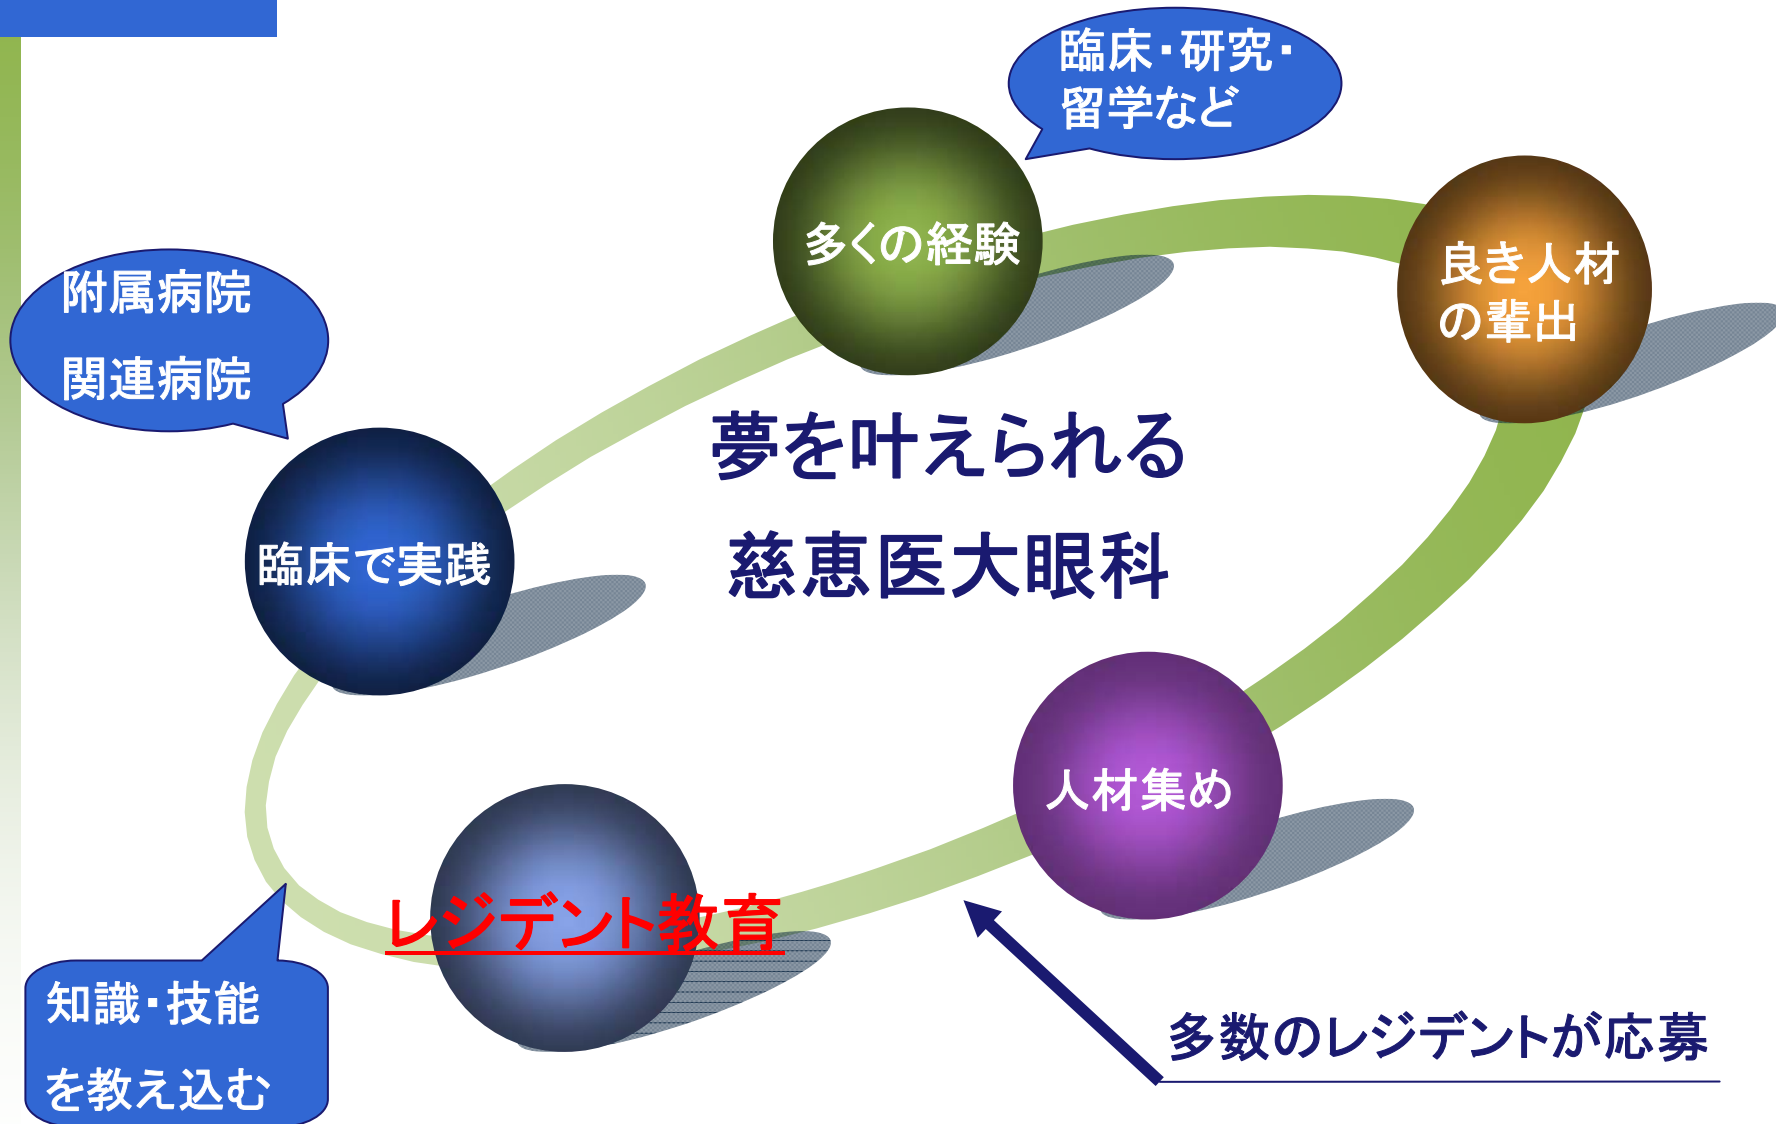 臨床・研究・
留学など
多くの経験
良き人材
の輩出
附属病院
関連病院
夢を叶えられる
慈恵医大眼科
臨床で実践
人材集め
レジデント教育
知識・技能
を教え込む
多数のレジデントが応募